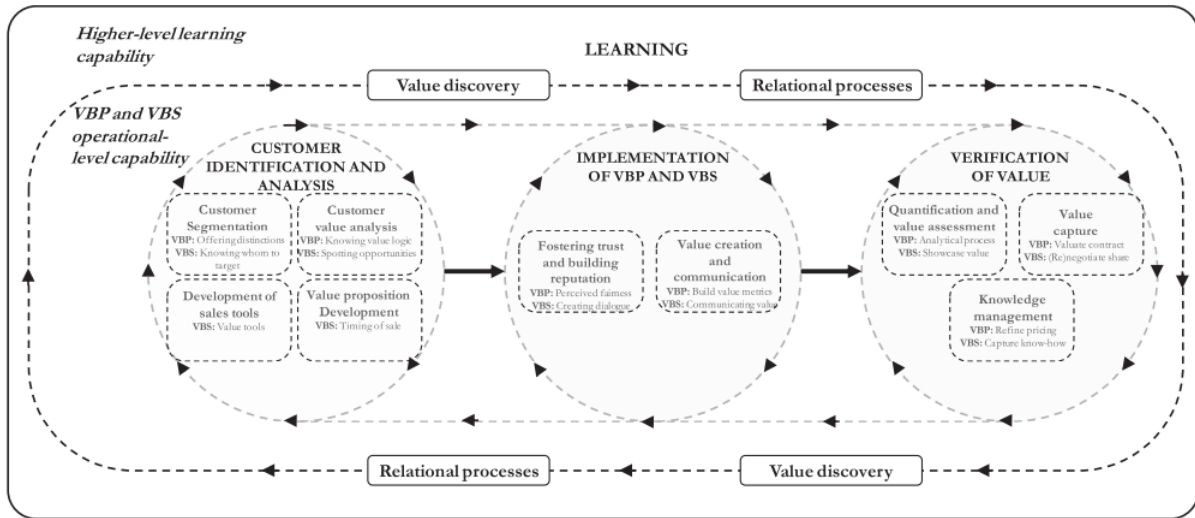 Higher-level learning
capability
LEARNING
Value discovery
Relational processes
VBP and VBS
operational-
level capability
CUSTOMER
IDENTIFICATION AND
ANALYSIS
Customer
Segmentation
VBP: Offering distinctions
VBS: Knowing whom to
target
Customer
value analysis
VBP: Knowing value logic
VBS: Spotting opportunities
Development of
sales tools
VBS: Value tools
Value proposition
Development
VBS: Timing of sale
IMPLEMENTATION
OF VBP AND VBS
Fostering trust
and building
reputation
VBP: Perceived fairness
VBS: Creating dialogue
Value creation
and
communication
VBP: Build value metrics
VBS: Communicating value
VERIFICATION
OF VALUE
Quantification and
value assessment
VBP: Analytical process
VBS: Showcase value
Value
capture
VBP: Valuate contract
VBS: (Re)negotiate share
Knowledge
management
VBP: Refine pricing
VBS: Capture know-how
Relational processes
Value discovery